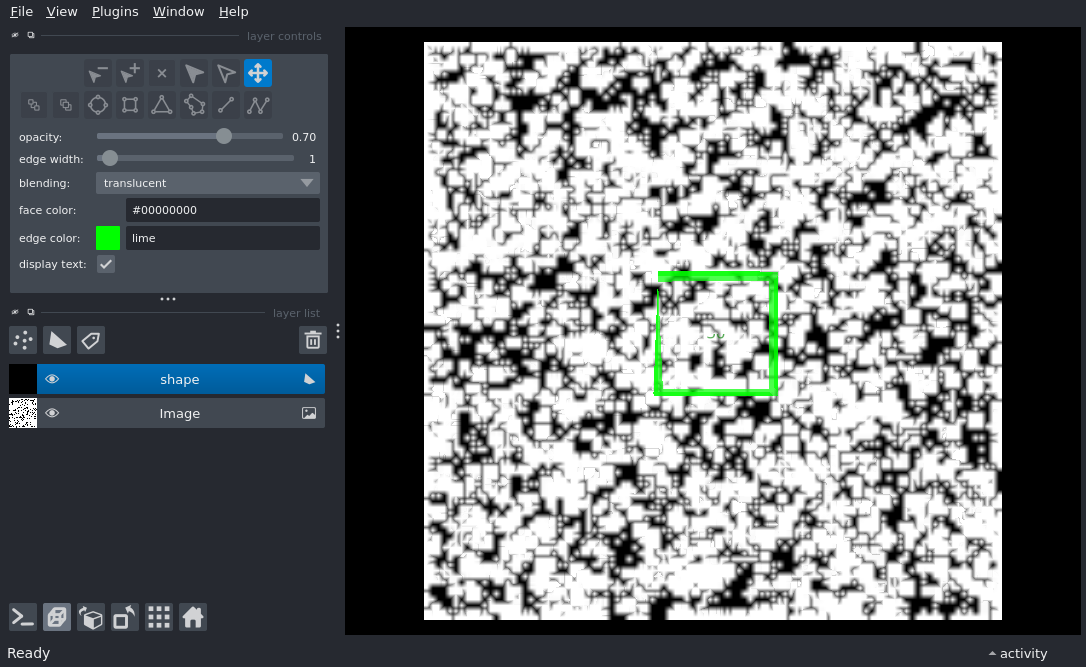 File View Plugins Window Help
layer controls
opacity: 0.70
edge width: 1
blending: translucent
face color: #00000000
edge color: lime
display text:
layer list
shape
Image
Ready
activity